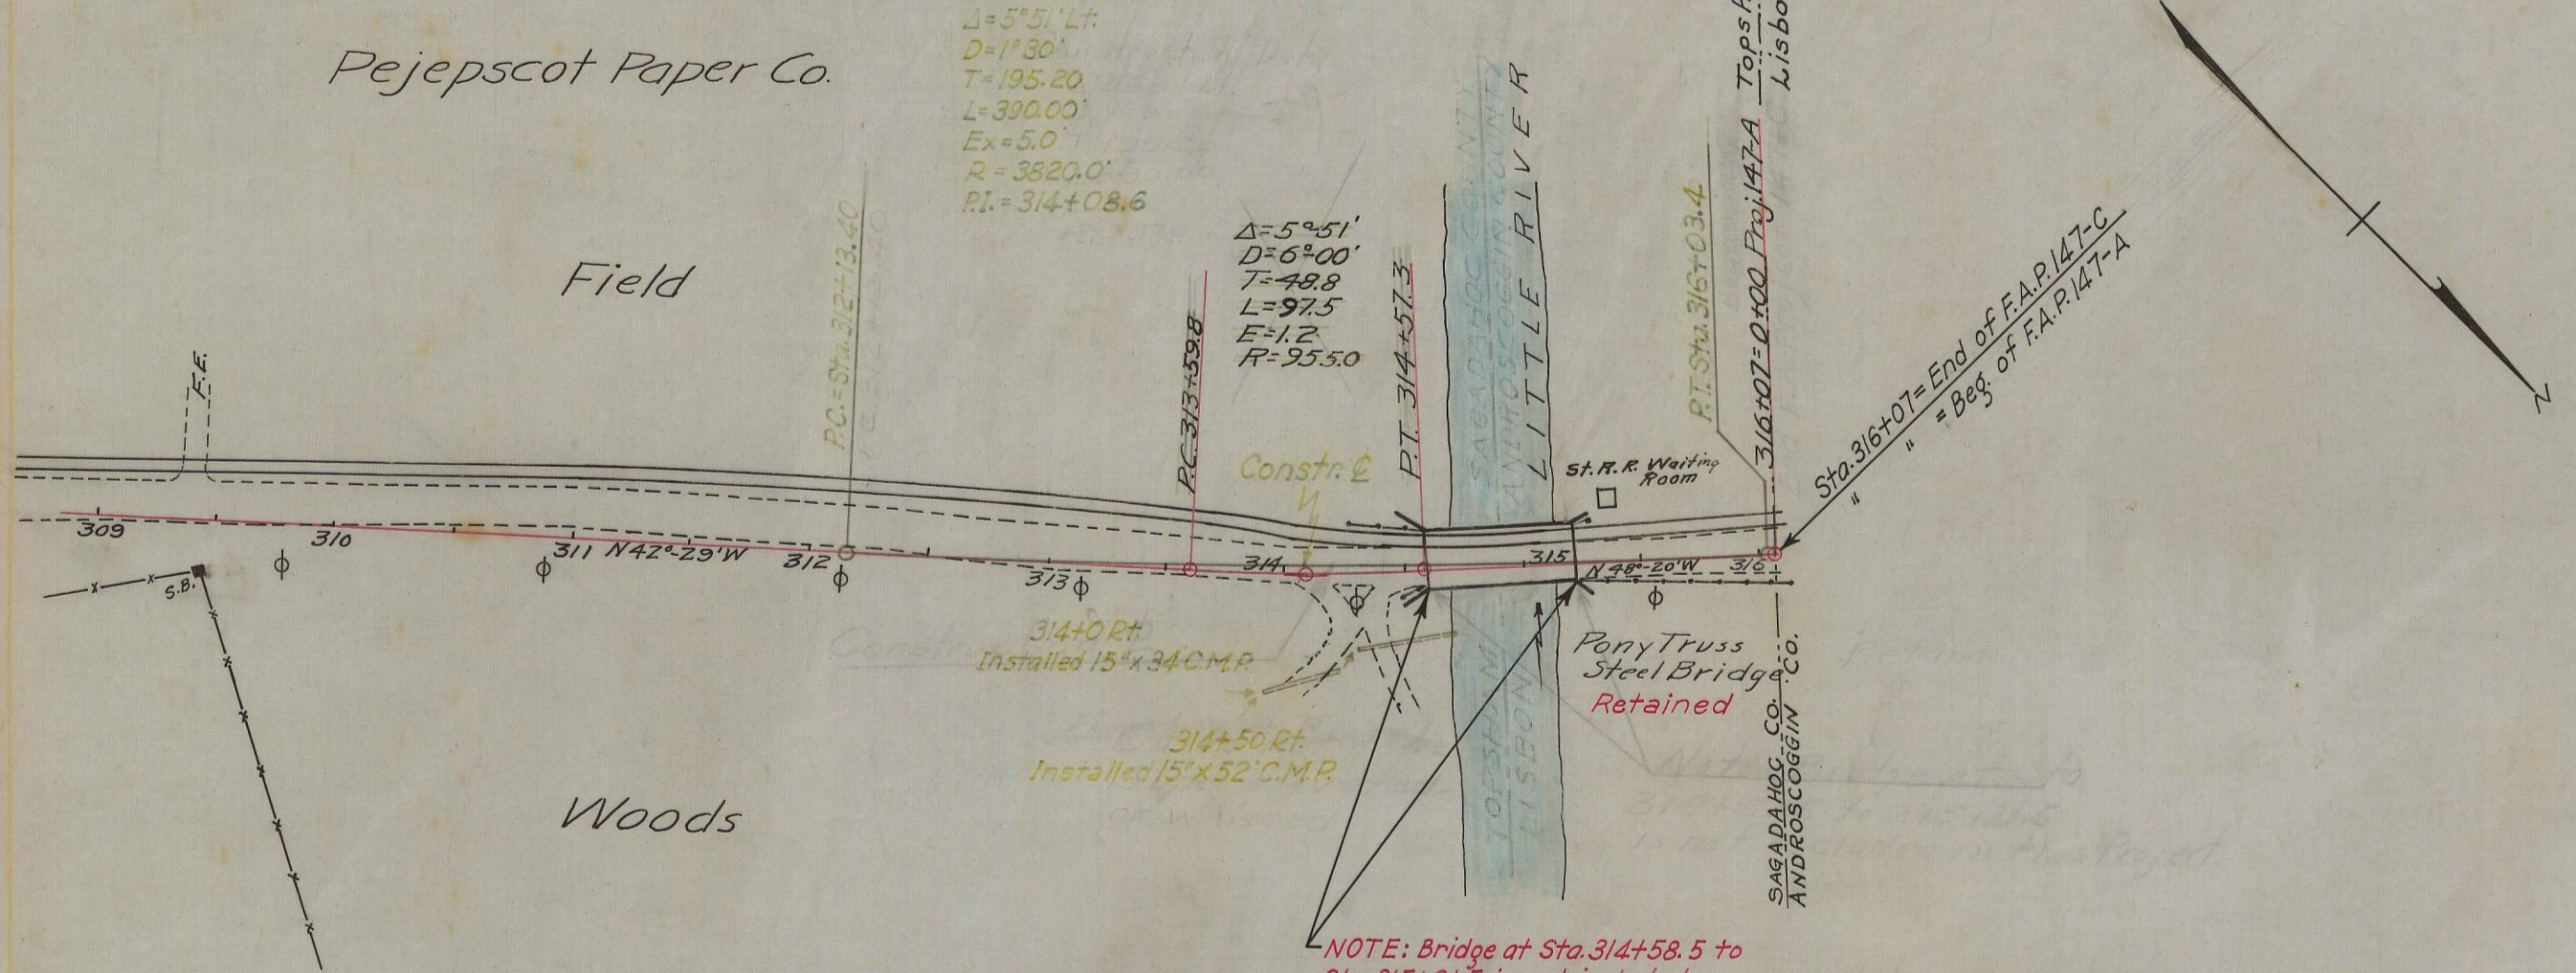 Pejepscot Paper Co.
Δ=5°51' Lt.
D=1°30'
T=195.20
L=390.00'
Ex=5.0'
R=3820.0'
P.I.=314+08.6
Field
F.E.
P.C.=Sta.312+13.40
Δ=5°-51'
D=6°-00'
T=48.8
L=97.5
E=1.2
R=955.0
P.C. 313+59.8
P.T. 314+57.3
Constr. ℄
SAGADAHOC COUNTY
ANDROSCOGGIN COUNTY
LITTLE RIVER
P.T. Sta. 316+03.4
316+07=0+00 Proj.147-A
Sta.316+07=End of F.A.P.147-C
" " =Beg. of F.A.P.147-A
N
St. R.R. Waiting
Room
309
310
311
N42°-29'W
312
313
314
315
N48°-20'W
316
S.B.
314+0 Rt.
Installed 15"x34'C.M.P.
314+50 Rt.
Installed 15"x52'C.M.P.
Woods
Pony Truss
Steel Bridge
Retained
TOPSHAM
LISBON
SAGADAHOC CO.
ANDROSCOGGIN CO.
NOTE: Bridge at Sta.314+58.5 to